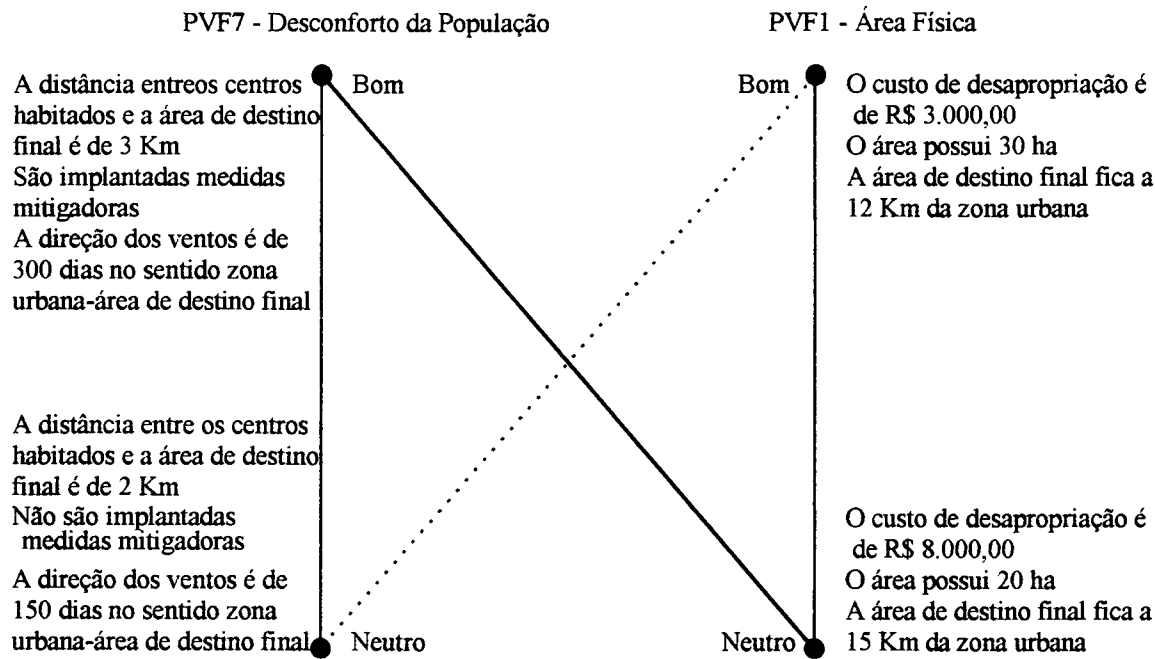 PVF7 - Desconforto da População
A distância entreos centros
habitados e a área de destino
final é de 3 Km
São implantadas medidas
mitigadoras
A direção dos ventos é de
300 dias no sentido zona
urbana-área de destino final
Bom
A distância entre os centros
habitados e a área de destino
final é de 2 Km
Não são implantadas
medidas mitigadoras
A direção dos ventos é de
150 dias no sentido zona
urbana-área de destino final
Neutro
PVF1 - Área Física
Bom
O custo de desapropriação é
de R$ 3.000,00
O área possui 30 ha
A área de destino final fica a
12 Km da zona urbana
Neutro
O custo de desapropriação é
de R$ 8.000,00
O área possui 20 ha
A área de destino final fica a
15 Km da zona urbana